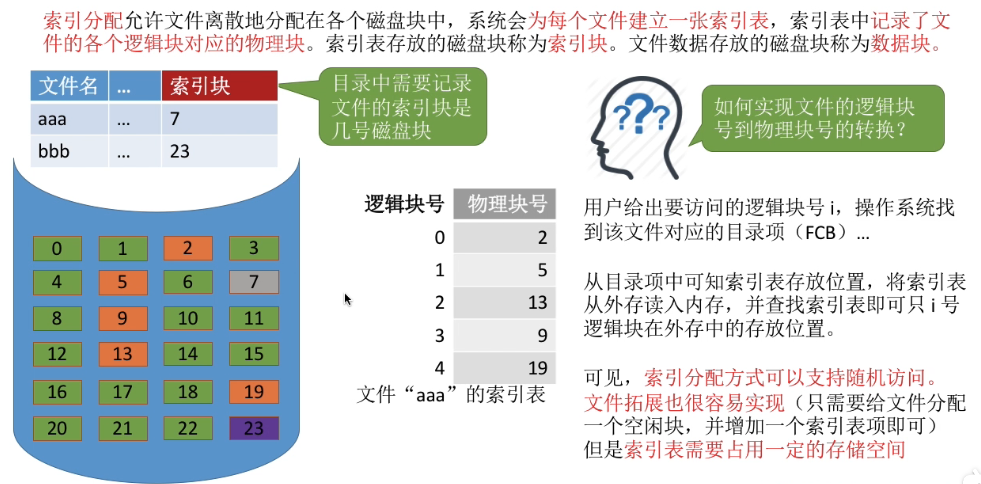 索引分配允许文件离散地分配在各个磁盘块中，系统会为每个文件建立一张索引表，索引表中记录了文
件的各个逻辑块对应的物理块。索引表存放的磁盘块称为索引块。文件数据存放的磁盘块称为数据块。
文件名 ... 索引块
aaa ... 7
bbb ... 23
目录中需要记录
文件的索引块是
几号磁盘块
???
如何实现文件的逻辑块
号到物理块号的转换？
0 1 2 3
4 5 6 7
8 9 10 11
12 13 14 15
16 17 18 19
20 21 22 23
逻辑块号 物理块号
0 2
1 5
2 13
3 9
4 19
文件“aaa”的索引表
用户给出要访问的逻辑块号 i，操作系统找
到该文件对应的目录项（FCB）...
从目录项中可知索引表存放位置，将索引表
从外存读入内存，并查找索引表即可只 i 号
逻辑块在外存中的存放位置。
可见，索引分配方式可以支持随机访问。
文件拓展也很容易实现（只需要给文件分配
一个空闲块，并增加一个索引表项即可）
但是索引表需要占用一定的存储空间